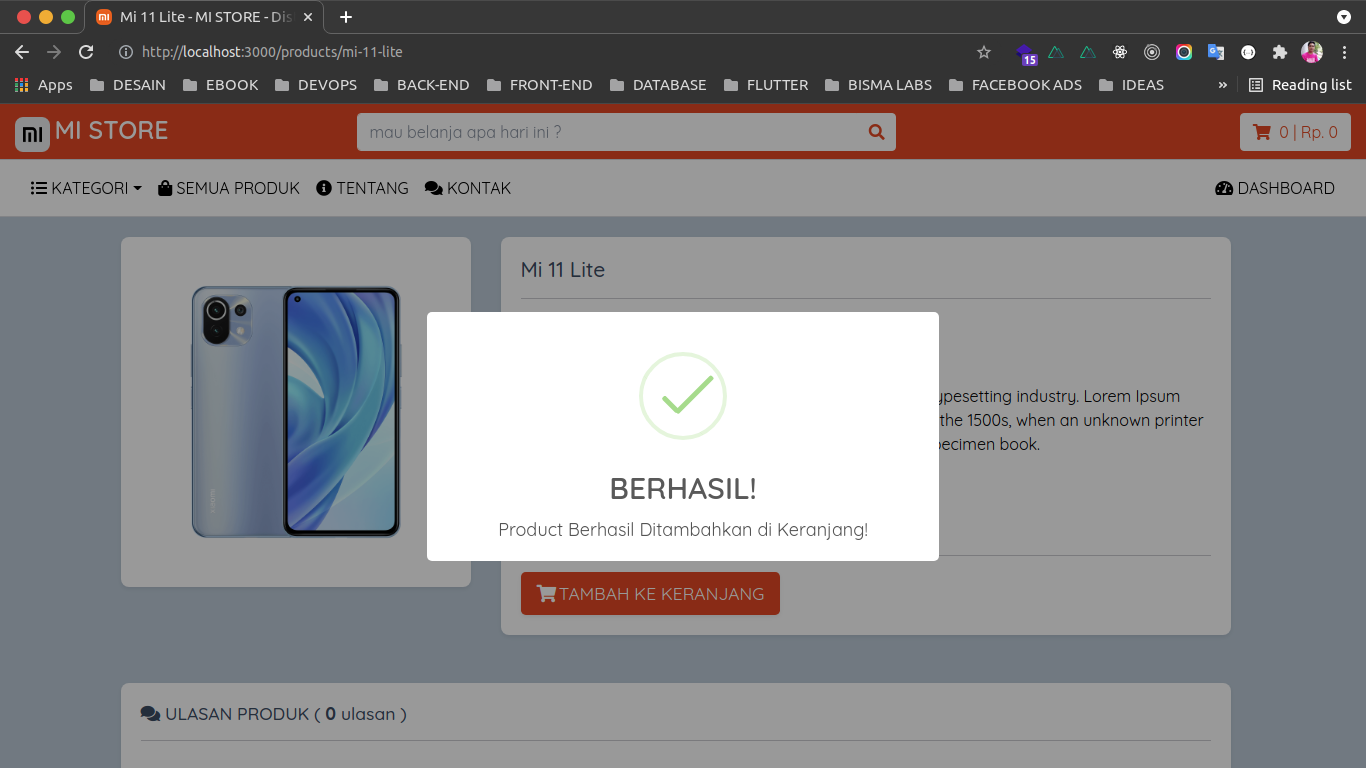 Mi 11 Lite - MI STORE - Dis
http://localhost:3000/products/mi-11-lite
15
Apps DESAIN EBOOK DEVOPS BACK-END FRONT-END DATABASE FLUTTER BISMA LABS FACEBOOK ADS IDEAS » Reading list
MI STORE mau belanja apa hari ini ? 0 | Rp. 0
KATEGORI SEMUA PRODUK TENTANG KONTAK DASHBOARD
Mi 11 Lite
ypesetting industry. Lorem Ipsum
the 1500s, when an unknown printer
pecimen book.
BERHASIL!
Product Berhasil Ditambahkan di Keranjang!
TAMBAH KE KERANJANG
ULASAN PRODUK ( 0 ulasan )